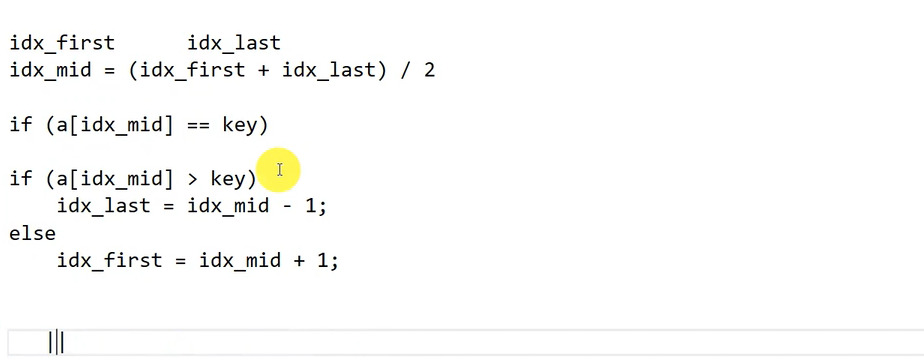 idx_first      idx_last
idx_mid = (idx_first + idx_last) / 2
if (a[idx_mid] == key)
if (a[idx_mid] > key)
    idx_last = idx_mid - 1;
else
    idx_first = idx_mid + 1;
||